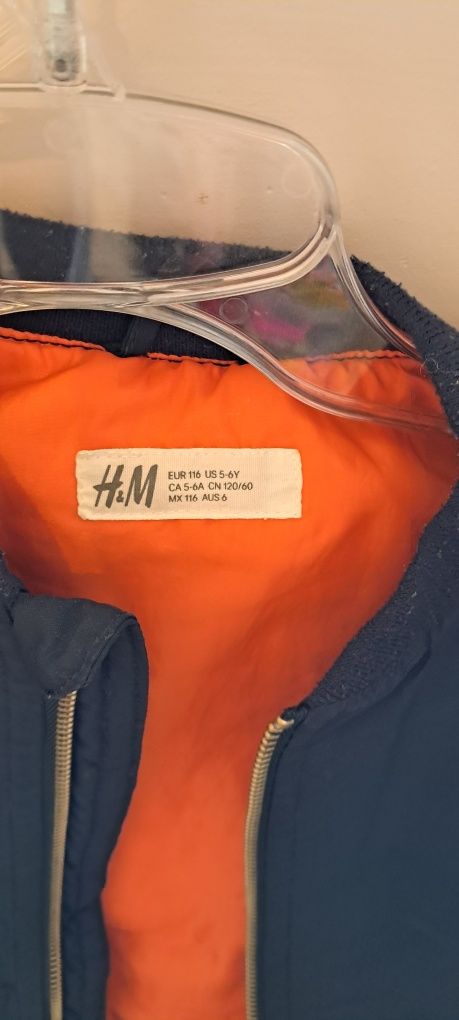 H&M
EUR 116 US 5-6Y
CA 5-6A CN 120/60
MX 116 AUS 6